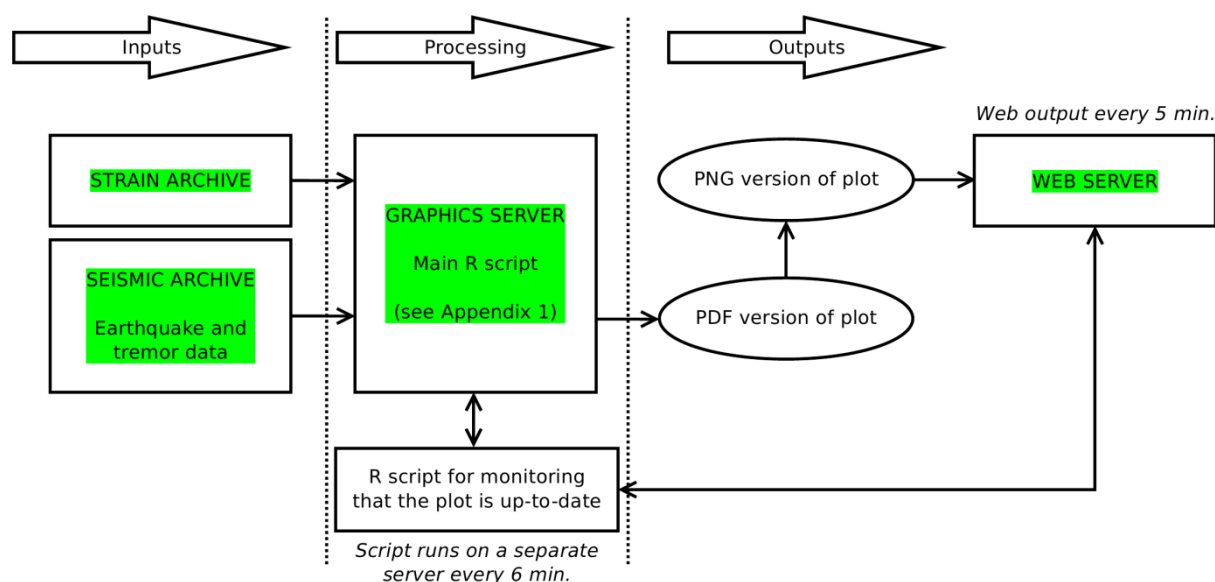 Inputs
Processing
Outputs
Web output every 5 min.
STRAIN ARCHIVE
SEISMIC ARCHIVE
Earthquake and
tremor data
GRAPHICS SERVER
Main R script
(see Appendix 1)
PNG version of plot
PDF version of plot
WEB SERVER
R script for monitoring
that the plot is up-to-date
Script runs on a separate
server every 6 min.